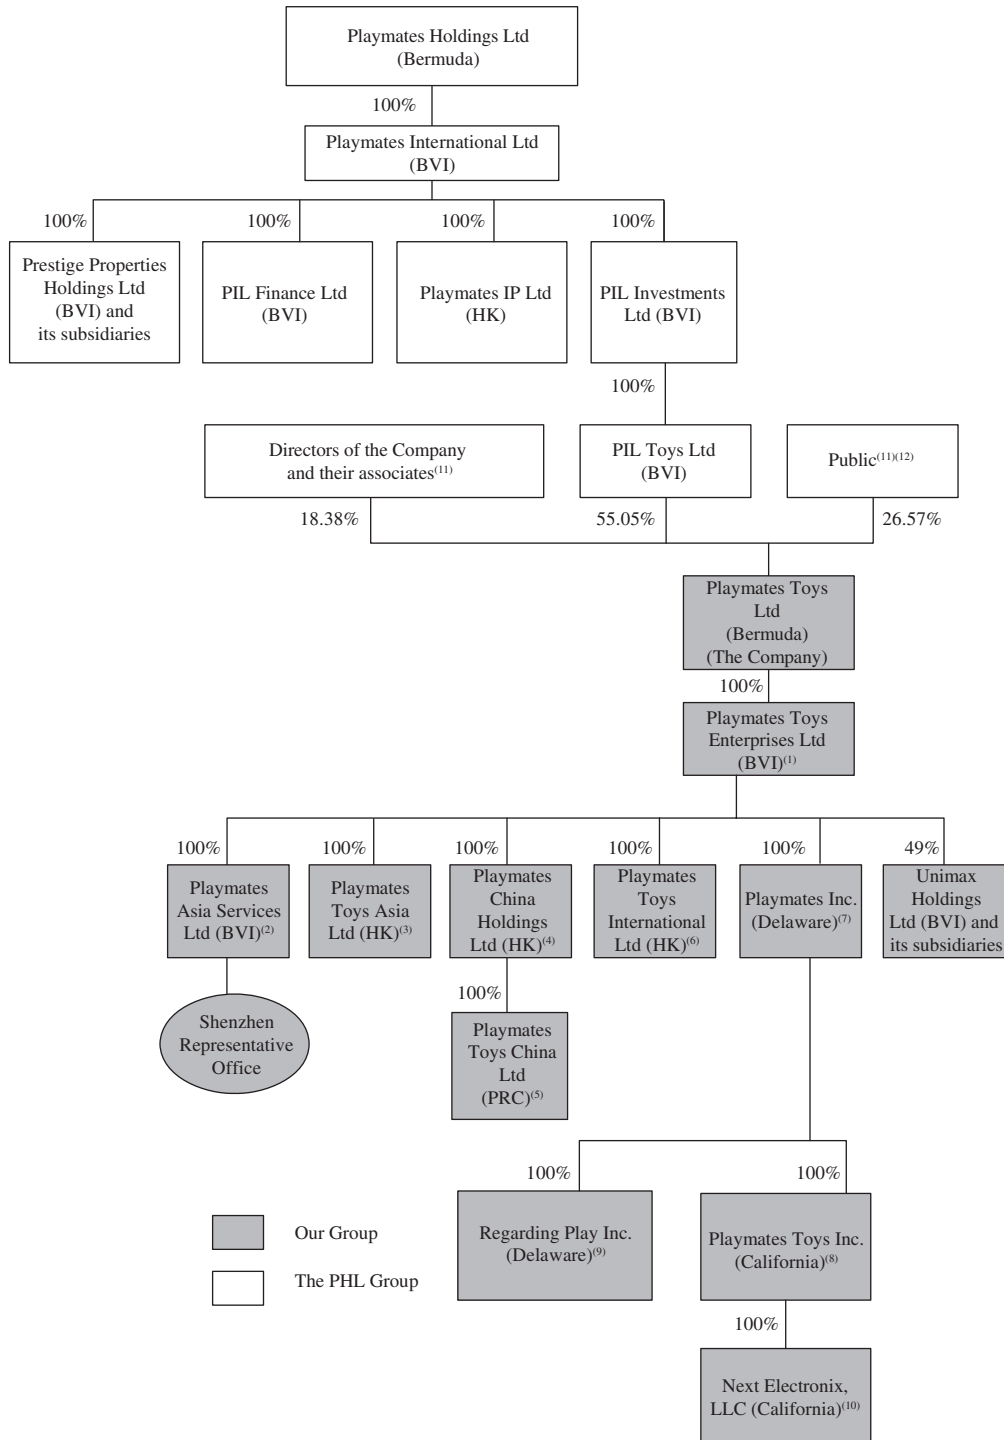 Playmates Holdings Ltd
(Bermuda)
100%
Playmates International Ltd
(BVI)
100%
100%
100%
100%
Prestige Properties
Holdings Ltd
(BVI) and
its subsidiaries
PIL Finance Ltd
(BVI)
Playmates IP Ltd
(HK)
PIL Investments
Ltd (BVI)
100%
Directors of the Company
and their associates(11)
PIL Toys Ltd
(BVI)
Public(11)(12)
18.38%
55.05%
26.57%
Playmates Toys
Ltd
(Bermuda)
(The Company)
100%
Playmates Toys
Enterprises Ltd
(BVI)(1)
100%
100%
100%
100%
100%
49%
Playmates
Asia Services
Ltd (BVI)(2)
Playmates
Toys Asia
Ltd (HK)(3)
Playmates
China
Holdings
Ltd (HK)(4)
Playmates
Toys
International
Ltd (HK)(6)
Playmates Inc.
(Delaware)(7)
Unimax
Holdings
Ltd (BVI) and
its subsidiaries
100%
Shenzhen
Representative
Office
Playmates
Toys China
Ltd
(PRC)(5)
100%
100%
Regarding Play Inc.
(Delaware)(9)
Playmates Toys Inc.
(California)(8)
Our Group
The PHL Group
100%
Next Electronix,
LLC (California)(10)